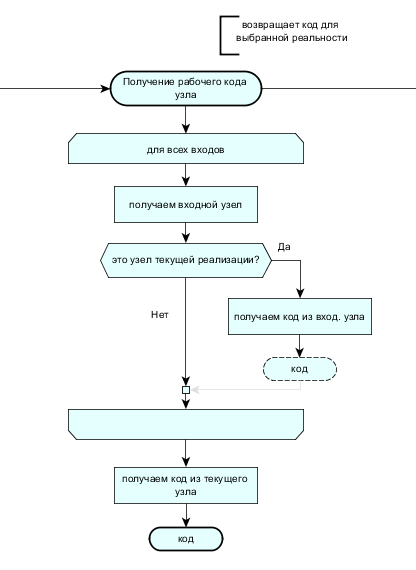 возвращает код для
выбранной реальности
Получение рабочего кода
узла
для всех входов
получаем входной узел
это узел текущей реализации?
Да
Нет
получаем код из вход. узла
код
получаем код из текущего
узла
код